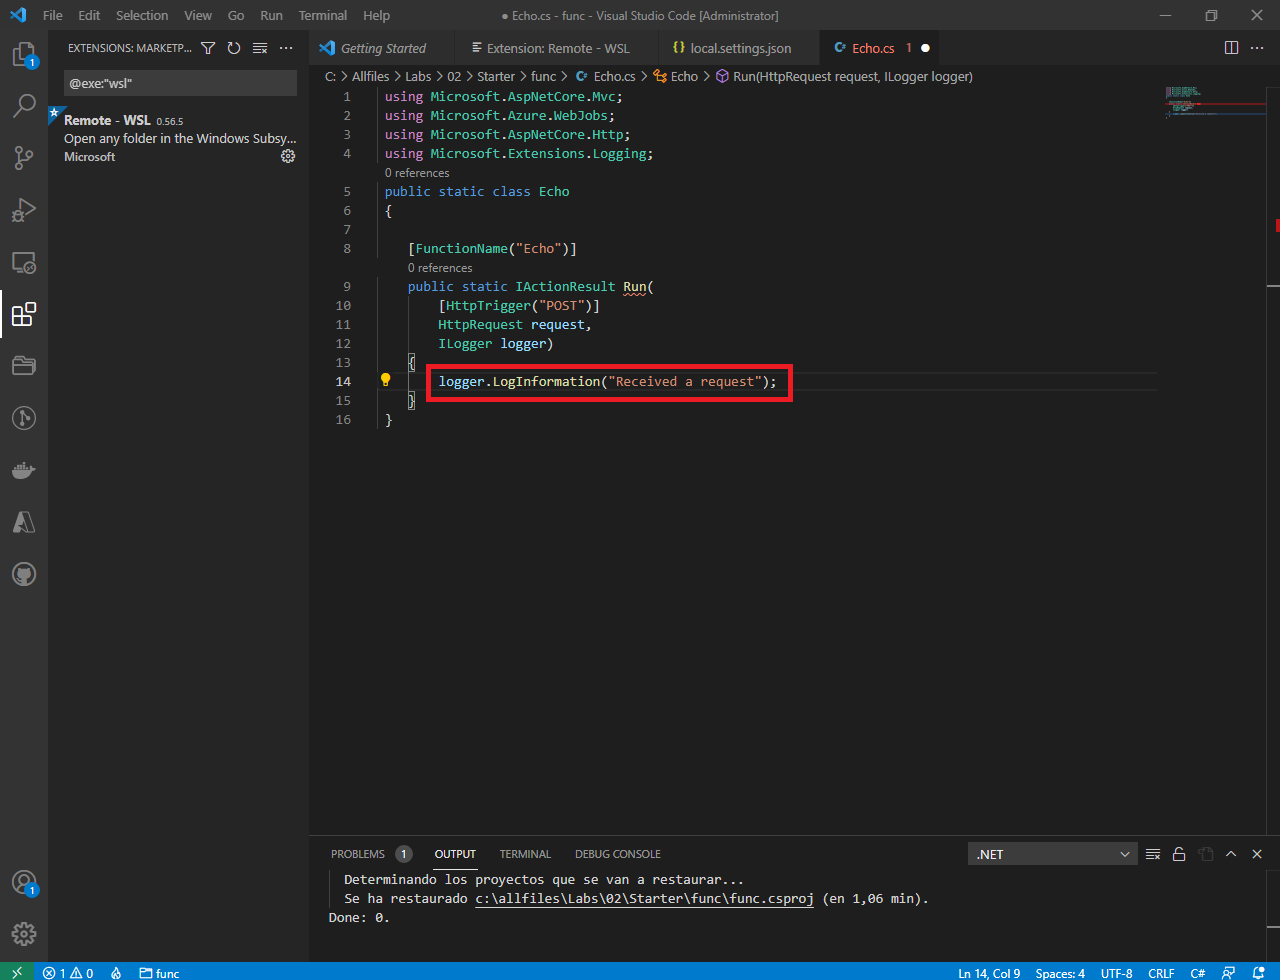 File Edit Selection View Go Run Terminal Help
● Echo.cs - func - Visual Studio Code [Administrator]
EXTENSIONS: MARKETP...
@exe:"wsl"
Remote - WSL 0.56.5
Open any folder in the Windows Subsy...
Microsoft
Getting Started
Extension: Remote - WSL
{} local.settings.json
C# Echo.cs 1 ●
C: > Allfiles > Labs > 02 > Starter > func > C# Echo.cs > Echo > Run(HttpRequest request, ILogger logger)
1 using Microsoft.AspNetCore.Mvc;
2 using Microsoft.Azure.WebJobs;
3 using Microsoft.AspNetCore.Http;
4 using Microsoft.Extensions.Logging;
0 references
5 public static class Echo
6 {
7
8 [FunctionName("Echo")]
0 references
9 public static IActionResult Run(
10 [HttpTrigger("POST")]
11 HttpRequest request,
12 ILogger logger)
13 {
14 logger.LogInformation("Received a request");
15 }
16 }
PROBLEMS 1 OUTPUT TERMINAL DEBUG CONSOLE
.NET
Determinando los proyectos que se van a restaurar...
Se ha restaurado c:\allfiles\Labs\02\Starter\func\func.csproj (en 1,06 min).
Done: 0.
1
1
1 0 func
Ln 14, Col 9 Spaces: 4 UTF-8 CRLF C#